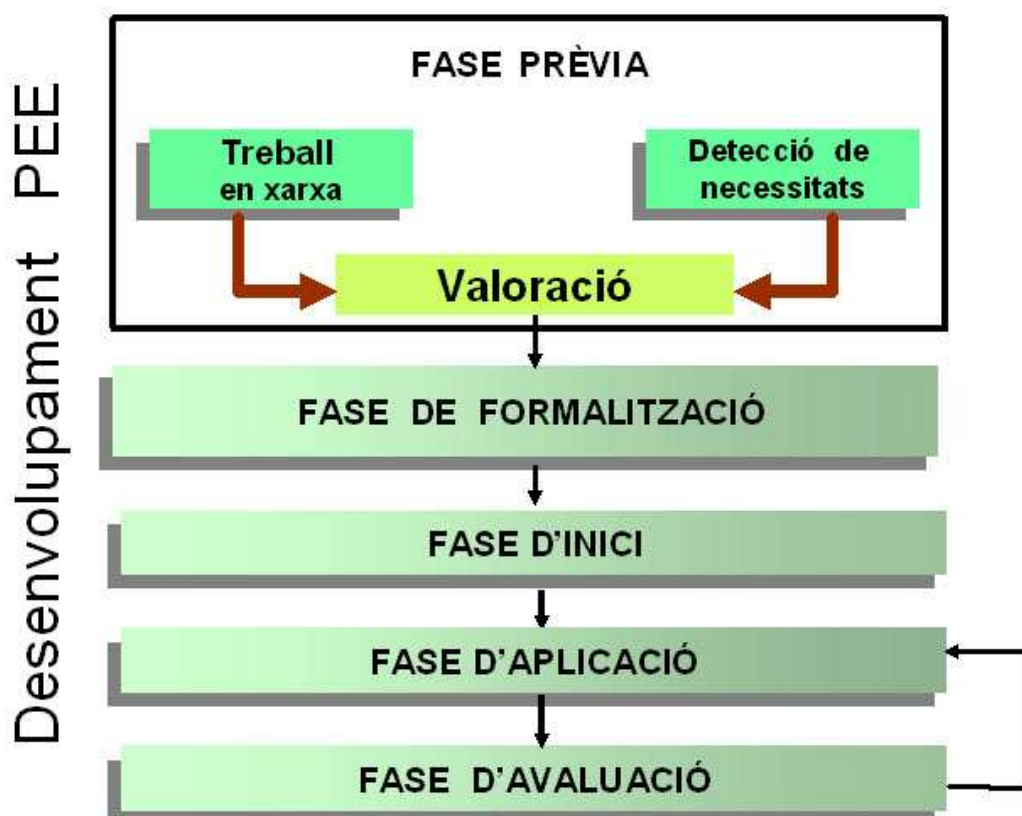 Desenvolupament PEE
FASE PRÈVIA
Treball
en xarxa
Detecció de
necessitats
Valoració
FASE DE FORMALITZACIÓ
FASE D'INICI
FASE D'APLICACIÓ
FASE D'AVALUACIÓ